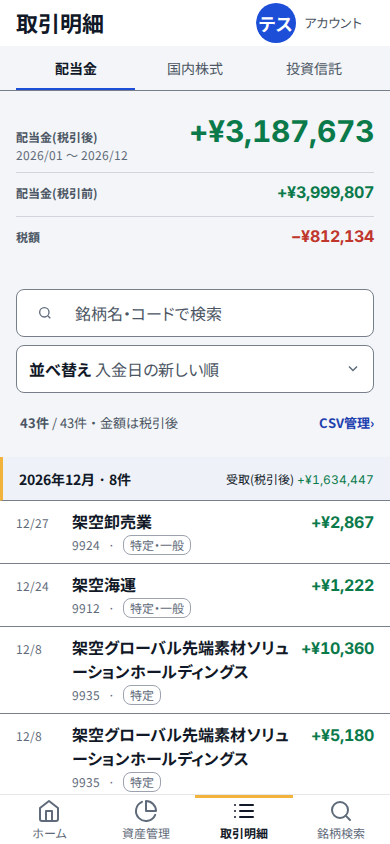 取引明細
テス アカウント
配当金 国内株式 投資信託
配当金(税引後)
2026/01 〜 2026/12
+¥3,187,673
配当金(税引前) +¥3,999,807
税額 −¥812,134
銘柄名・コードで検索
並べ替え 入金日の新しい順
43件 / 43件・金額は税引後 CSV管理›
2026年12月・8件 受取(税引後) +¥1,634,447
12/27 架空卸売業 +¥2,867
9924 · 特定・一般
12/24 架空海運 +¥1,222
9912 · 特定・一般
12/8 架空グローバル先端素材ソリュ +¥10,360
ーションホールディングス
9935 · 特定
12/8 架空グローバル先端素材ソリュ +¥5,180
ーションホールディングス
9935 · 特定
ホーム 資産管理 取引明細 銘柄検索